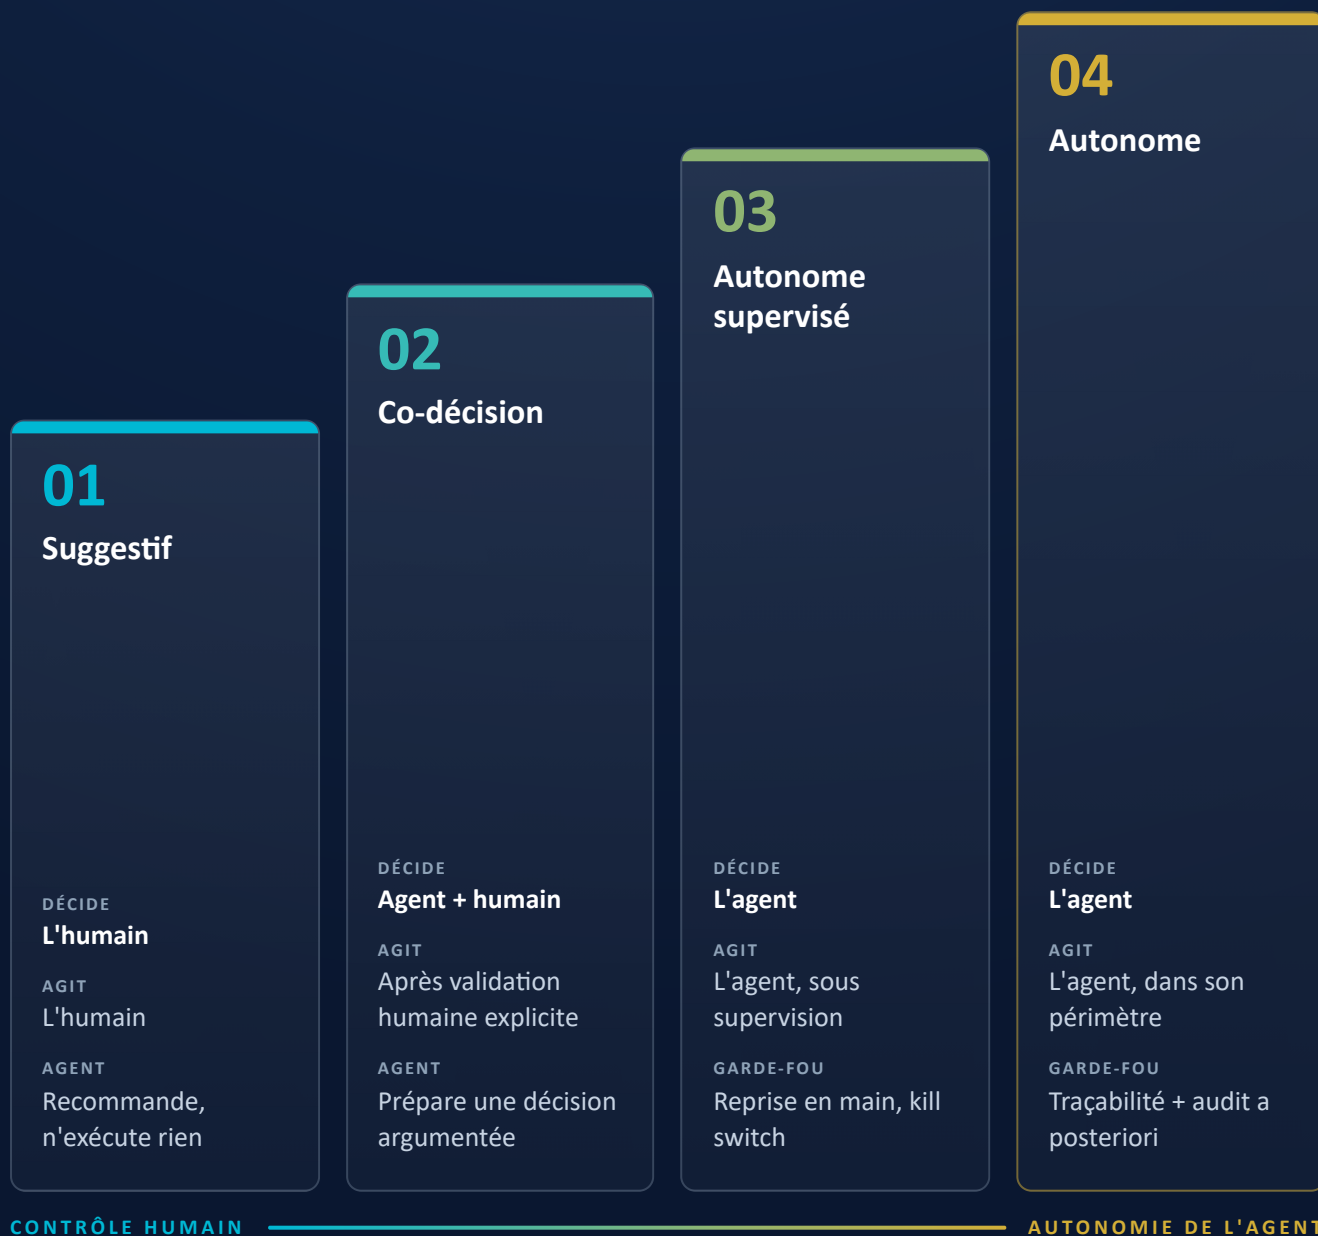 01
Suggestif
DÉCIDE
L'humain
AGIT
L'humain
AGENT
Recommande,
n'exécute rien
02
Co-décision
DÉCIDE
Agent + humain
AGIT
Après validation
humaine explicite
AGENT
Prépare une décision
argumentée
03
Autonome
supervisé
DÉCIDE
L'agent
AGIT
L'agent, sous
supervision
GARDE-FOU
Reprise en main, kill
switch
04
Autonome
DÉCIDE
L'agent
AGIT
L'agent, dans son
périmètre
GARDE-FOU
Traçabilité + audit a
posteriori
CONTRÔLE HUMAIN
AUTONOMIE DE L'AGENT